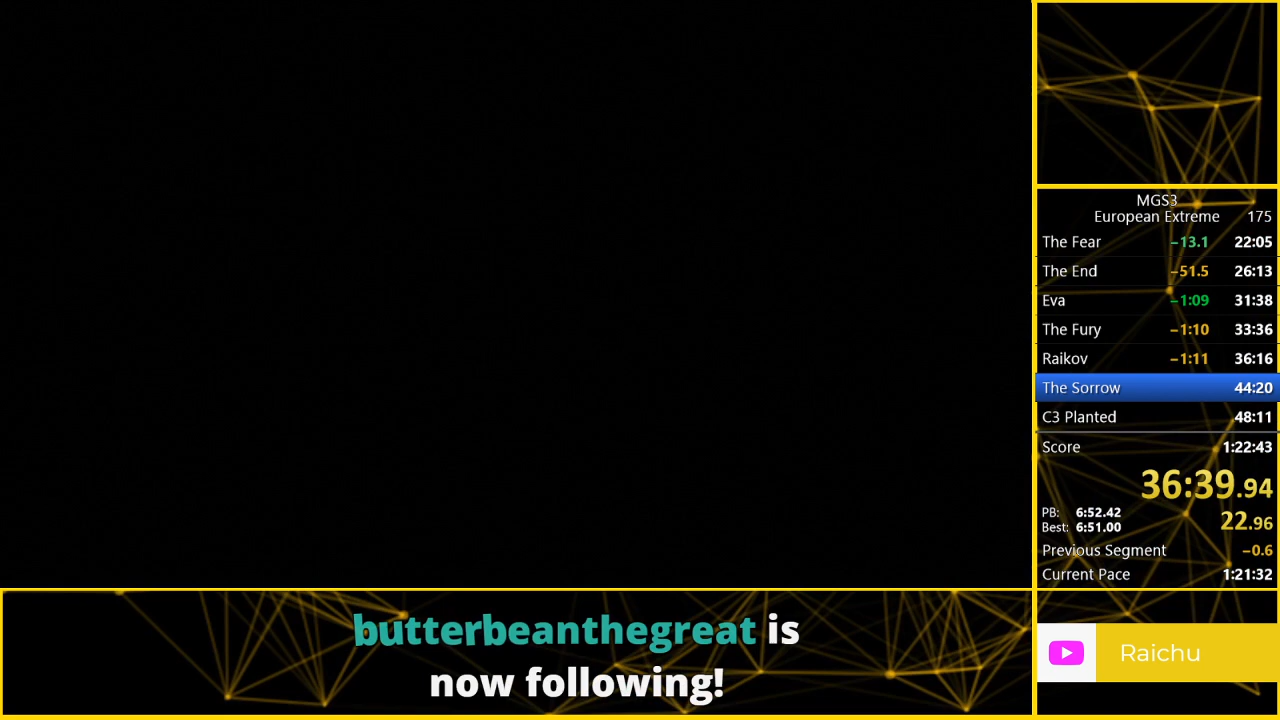 MGS3
European Extreme 175
The Fear −13.1 22:05
The End −51.5 26:13
Eva −1:09 31:38
The Fury −1:10 33:36
Raikov −1:11 36:16
The Sorrow 44:20
C3 Planted 48:11
Score 1:22:43
36:39.94
PB: 6:52.42
22.96
Best: 6:51.00
Previous Segment −0.6
Current Pace 1:21:32
butterbeanthegreat is
now following!
Raichu